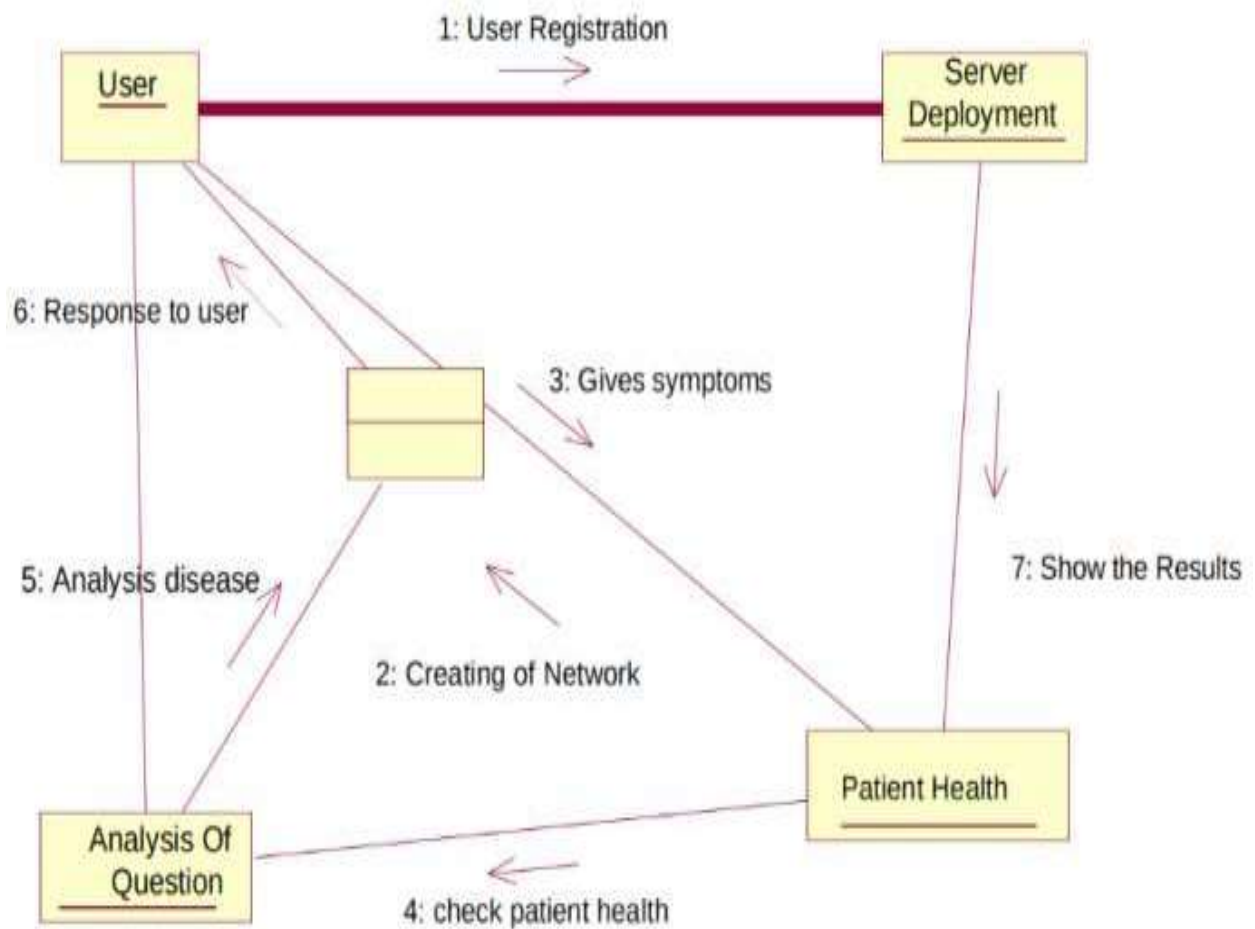 1: User Registration
User
Server
Deployment
6: Response to user
3: Gives symptoms
5: Analysis disease
7: Show the Results
2: Creating of Network
Patient Health
Analysis Of
Question
4: check patient health